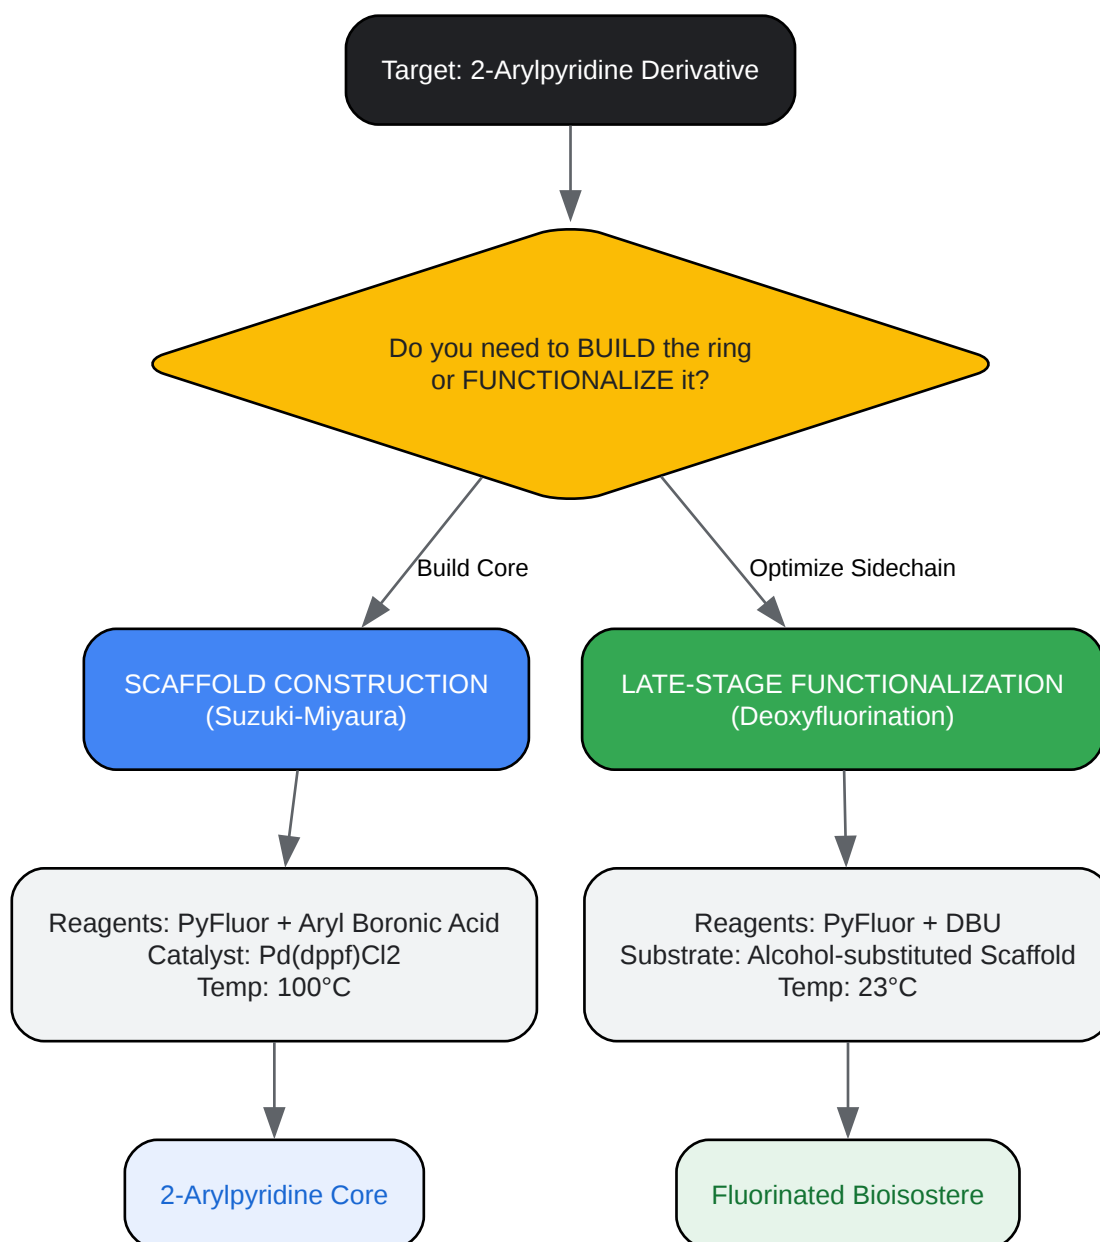 Target: 2-Arylpyridine Derivative
Do you need to BUILD the ring
or FUNCTIONALIZE it?
Build Core
Optimize Sidechain
SCAFFOLD CONSTRUCTION
(Suzuki-Miyaura)
LATE-STAGE FUNCTIONALIZATION
(Deoxyfluorination)
Reagents: PyFluor + Aryl Boronic Acid
Catalyst: Pd(dppf)Cl2
Temp: 100°C
Reagents: PyFluor + DBU
Substrate: Alcohol-substituted Scaffold
Temp: 23°C
2-Arylpyridine Core
Fluorinated Bioisostere